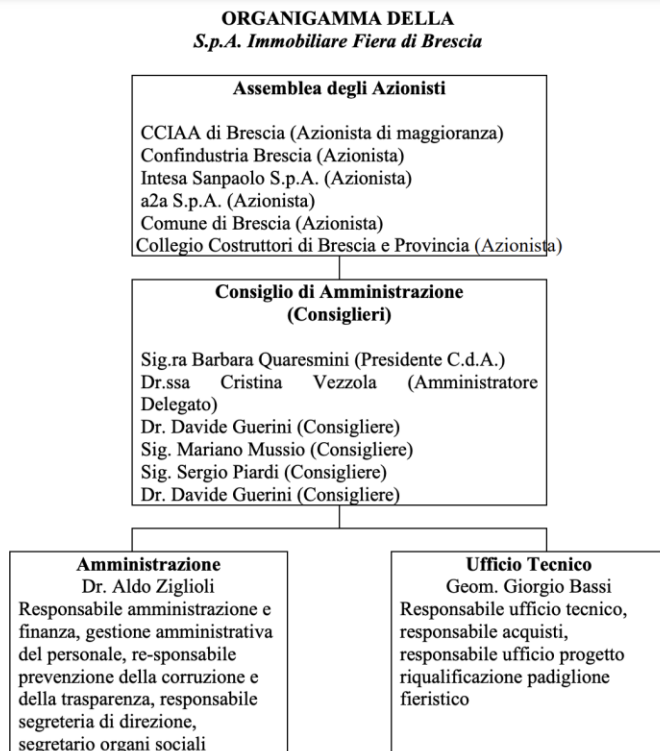 ORGANIGAMMA DELLA
S.p.A. Immobiliare Fiera di Brescia
Assemblea degli Azionisti
CCIAA di Brescia (Azionista di maggioranza)
Confindustria Brescia (Azionista)
Intesa Sanpaolo S.p.A. (Azionista)
a2a S.p.A. (Azionista)
Comune di Brescia (Azionista)
Collegio Costruttori di Brescia e Provincia (Azionista)
Consiglio di Amministrazione
(Consiglieri)
Sig.ra Barbara Quaresmini (Presidente C.d.A.)
Dr.ssa Cristina Vezzola (Amministratore
Delegato)
Dr. Davide Guerini (Consigliere)
Sig. Mariano Mussio (Consigliere)
Sig. Sergio Piardi (Consigliere)
Dr. Davide Guerini (Consigliere)
Amministrazione
Dr. Aldo Ziglioli
Responsabile amministrazione e
finanza, gestione amministrativa
del personale, re-sponsabile
prevenzione della corruzione e
della trasparenza, responsabile
segreteria di direzione,
segretario organi sociali
Ufficio Tecnico
Geom. Giorgio Bassi
Responsabile ufficio tecnico,
responsabile acquisti,
responsabile ufficio progetto
riqualificazione padiglione
fieristico